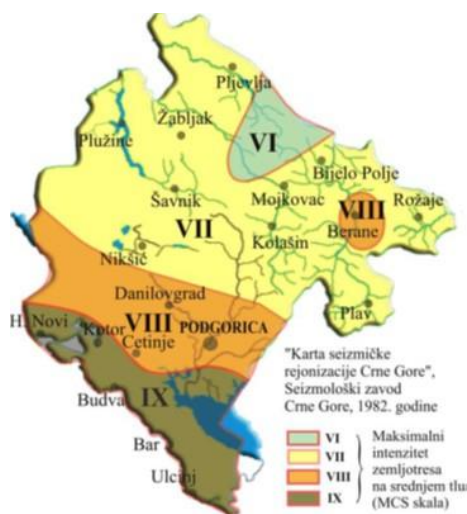 Pljevlja
Žabljak
VI
Plužine
Bijelo Polje
Mojkovac
Šavnik
VIII
Rožaje
Berane
VII
Kolašin
Nikšić
Danilovgrad
Plav
VIII
PODGORICA
H. Novi
Kotor
Cetinje
IX
Budva
Bar
Ulcinj
"Karta seizmičke
rejonizacije Crne Gore",
Seizmološki zavod
Crne Gore, 1982. godine
VI
VII
VIII
IX
Maksimalni
intenzitet
zemljotresa
na srednjem tlu
(MCS skala)